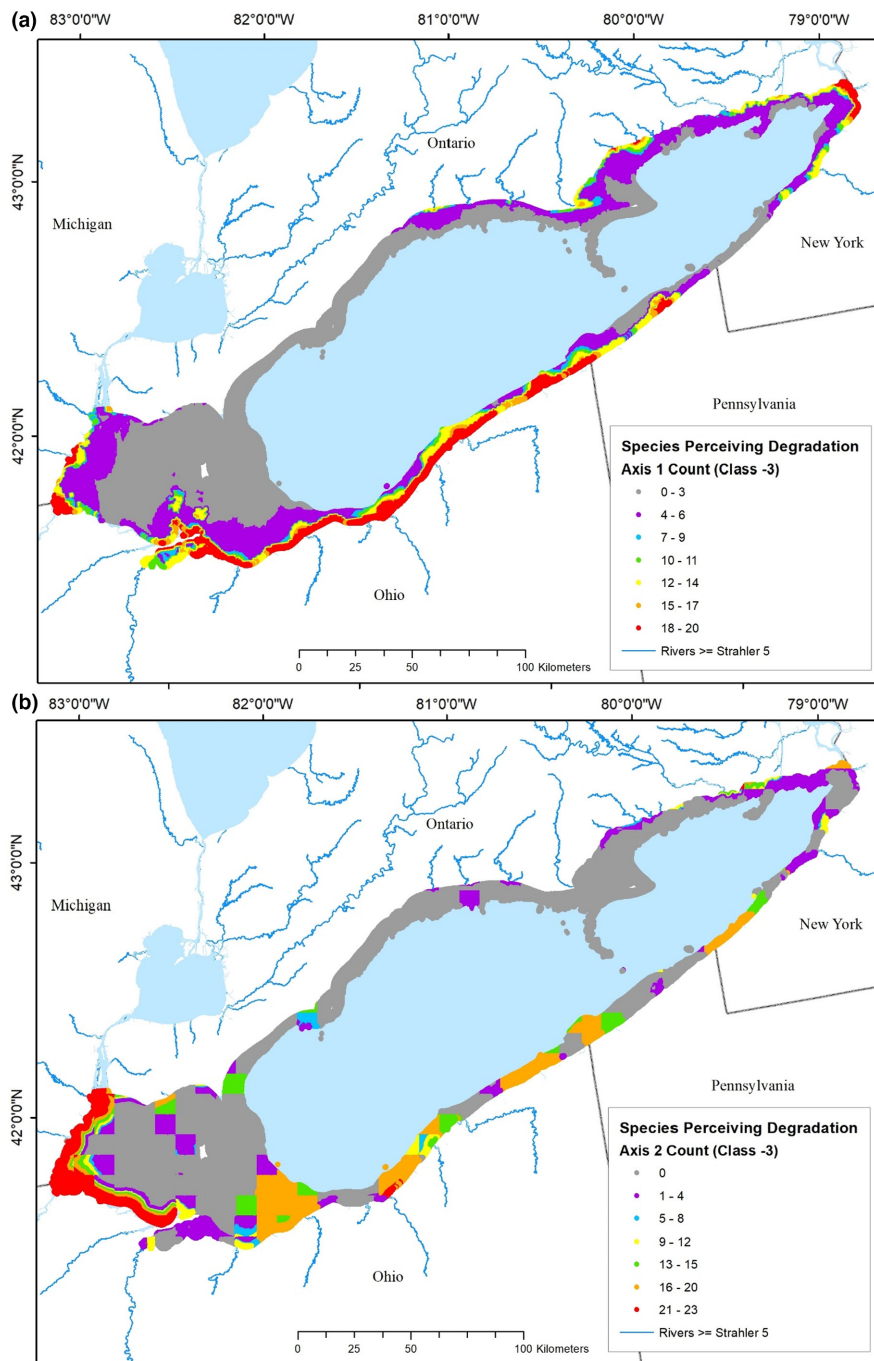 (a)
83°0'0"W 82°0'0"W 81°0'0"W 80°0'0"W 79°0'0"W
Ontario
43°0'0"N
Michigan
New York
Pennsylvania
42°0'0"N
Species Perceiving Degradation
Axis 1 Count (Class -3)
0 - 3
4 - 6
7 - 9
10 - 11
12 - 14
15 - 17
18 - 20
Rivers >= Strahler 5
Ohio
0 25 50 100 Kilometers
(b)
83°0'0"W 82°0'0"W 81°0'0"W 80°0'0"W 79°0'0"W
Ontario
43°0'0"N
Michigan
New York
Pennsylvania
42°0'0"N
Species Perceiving Degradation
Axis 2 Count (Class -3)
0
1 - 4
5 - 8
9 - 12
13 - 15
16 - 20
21 - 23
Rivers >= Strahler 5
Ohio
0 25 50 100 Kilometers